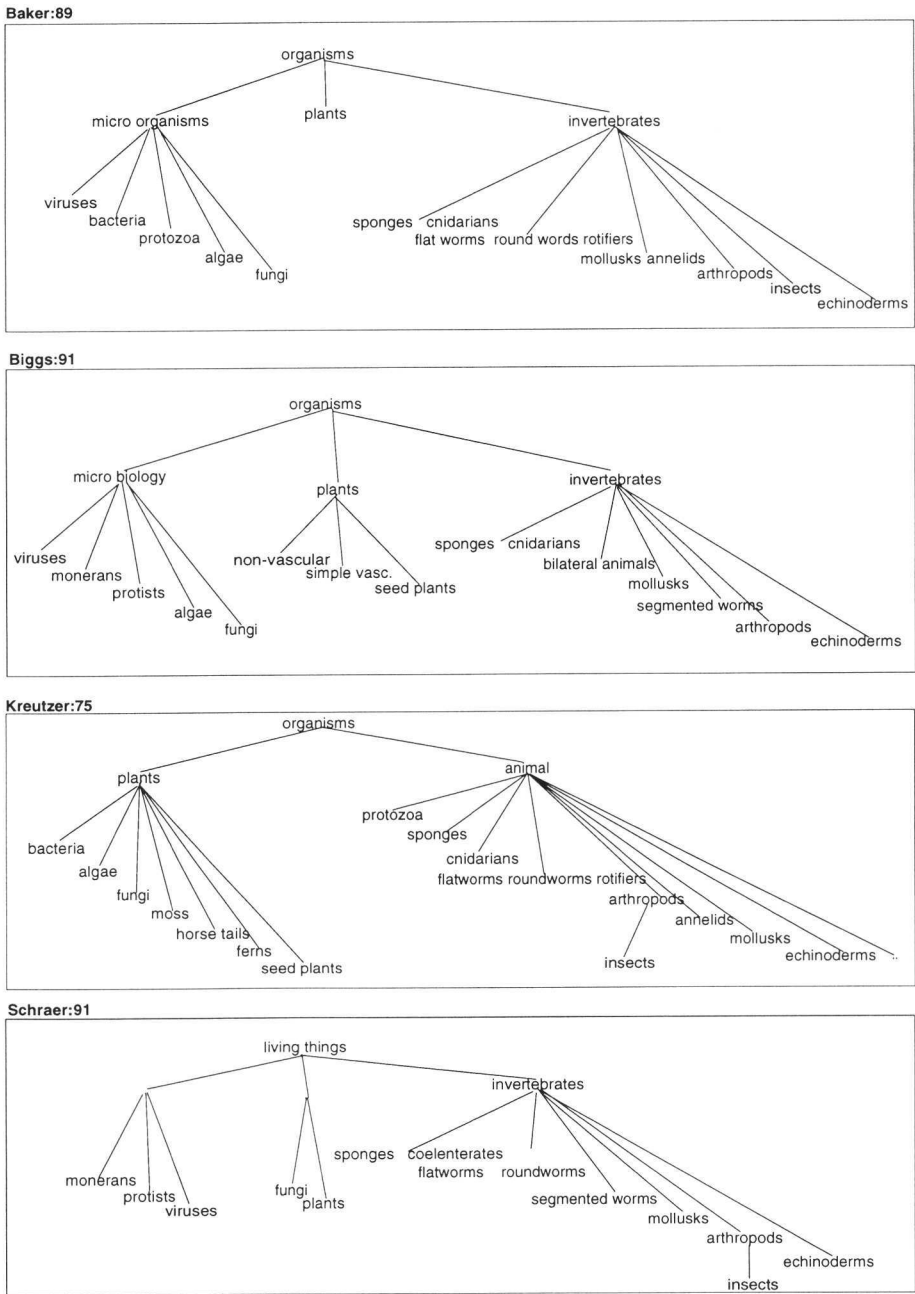 Baker:89
organisms
plants
micro organisms
invertebrates
viruses
bacteria
protozoa
algae
fungi
sponges cnidarians
flat worms round words rotifiers
mollusks annelids
arthropods
insects
echinoderms
Biggs:91
organisms
micro biology
plants
invertebrates
viruses
monerans
protists
algae
fungi
non-vascular
simple vasc.
seed plants
sponges cnidarians
bilateral animals
mollusks
segmented worms
arthropods
echinoderms
Kreutzer:75
organisms
plants
animal
bacteria
algae
fungi
moss
horse tails
ferns
seed plants
protozoa
sponges
cnidarians
flatworms roundworms rotifiers
arthropods
insects
annelids
mollusks
echinoderms ..
Schraer:91
living things
invertebrates
monerans
protists
viruses
fungi
plants
sponges coelenterates
flatworms roundworms
segmented worms
mollusks
arthropods
insects
echinoderms